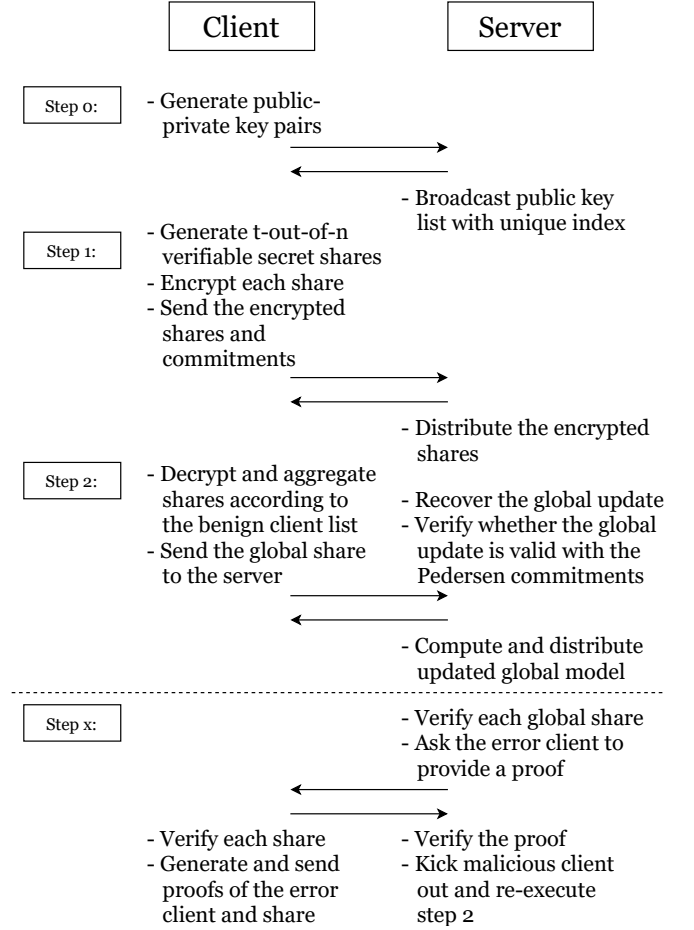 Client
Server
Step 0:
- Generate public-
private key pairs
- Broadcast public key
list with unique index
Step 1:
- Generate t-out-of-n
verifiable secret shares
- Encrypt each share
- Send the encrypted
shares and
commitments
- Distribute the encrypted
shares
Step 2:
- Decrypt and aggregate
shares according to
the benign client list
- Send the global share
to the server
- Recover the global update
- Verify whether the global
update is valid with the
Pedersen commitments
- Compute and distribute
updated global model
Step x:
- Verify each global share
- Ask the error client to
provide a proof
- Verify each share
- Generate and send
proofs of the error
client and share
- Verify the proof
- Kick malicious client
out and re-execute
step 2